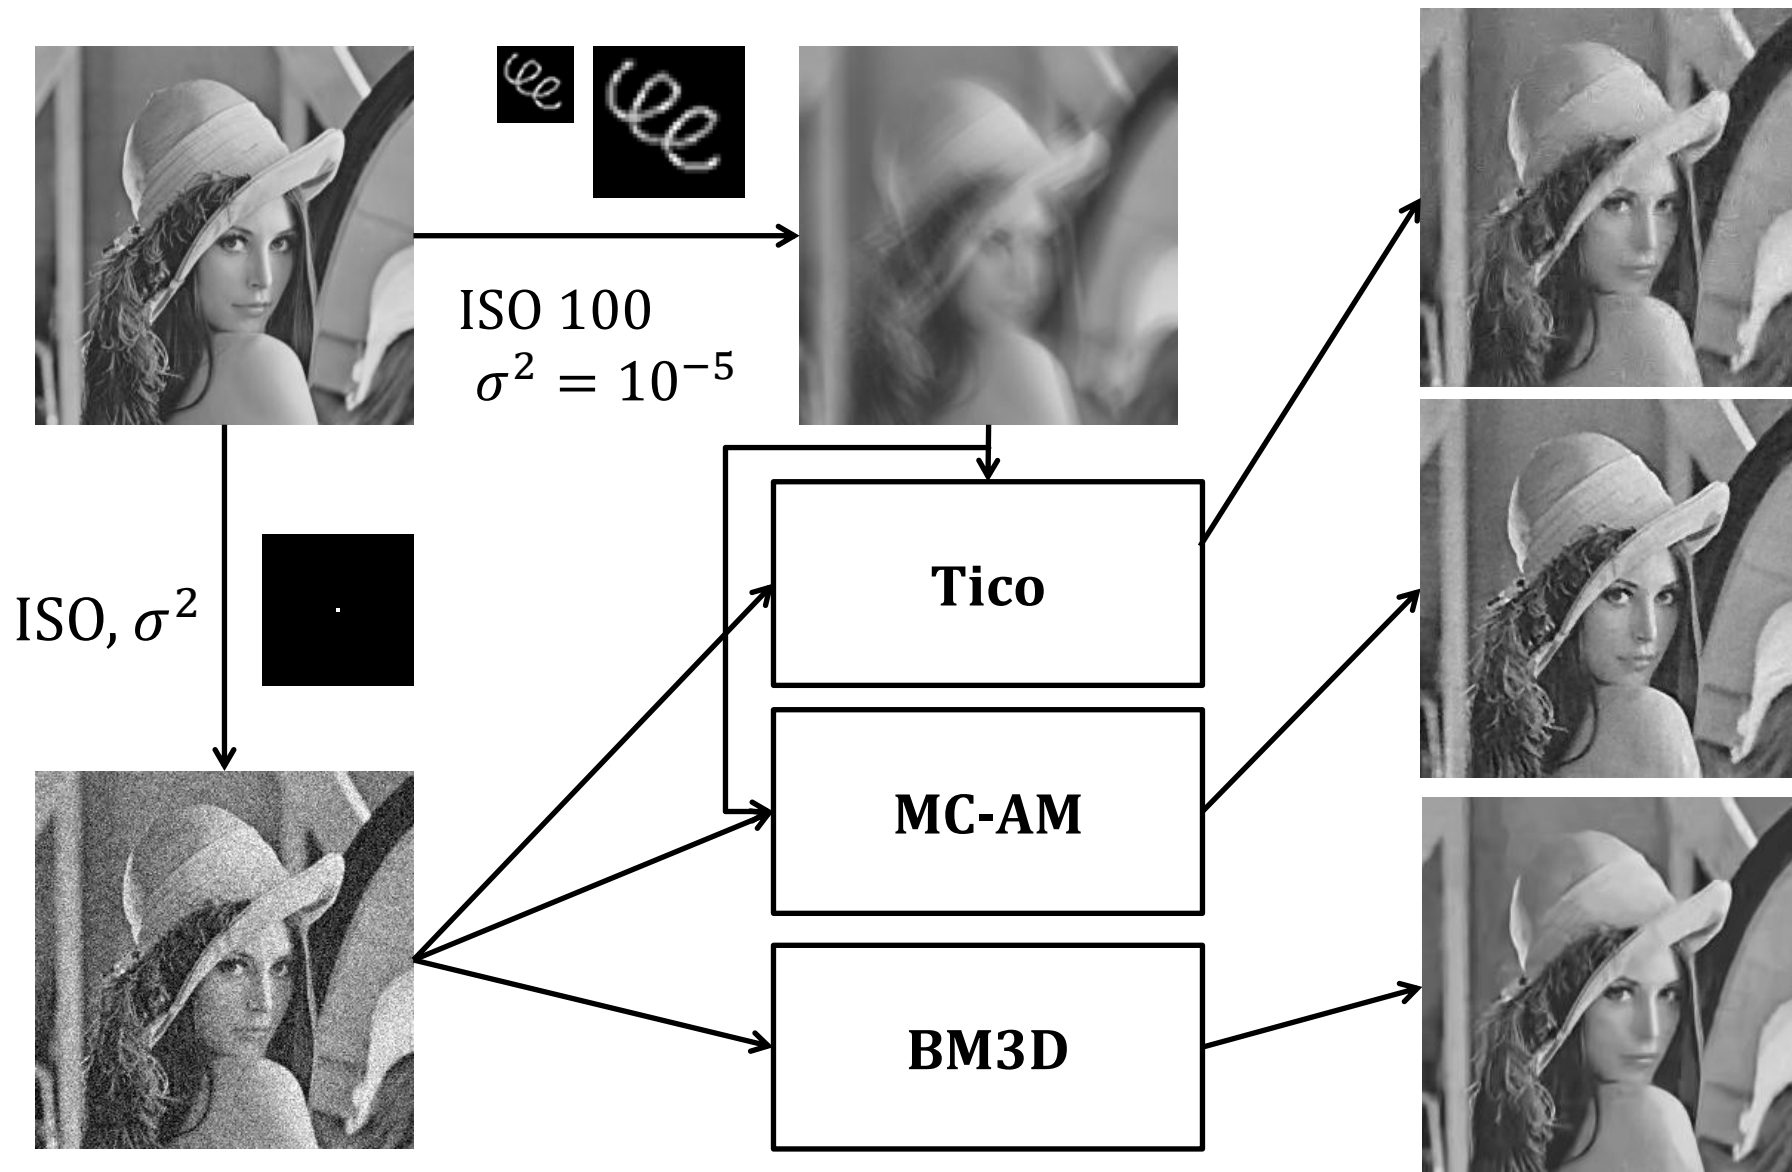 ISO 100
σ² = 10⁻⁵
ISO, σ²
Tico
MC-AM
BM3D